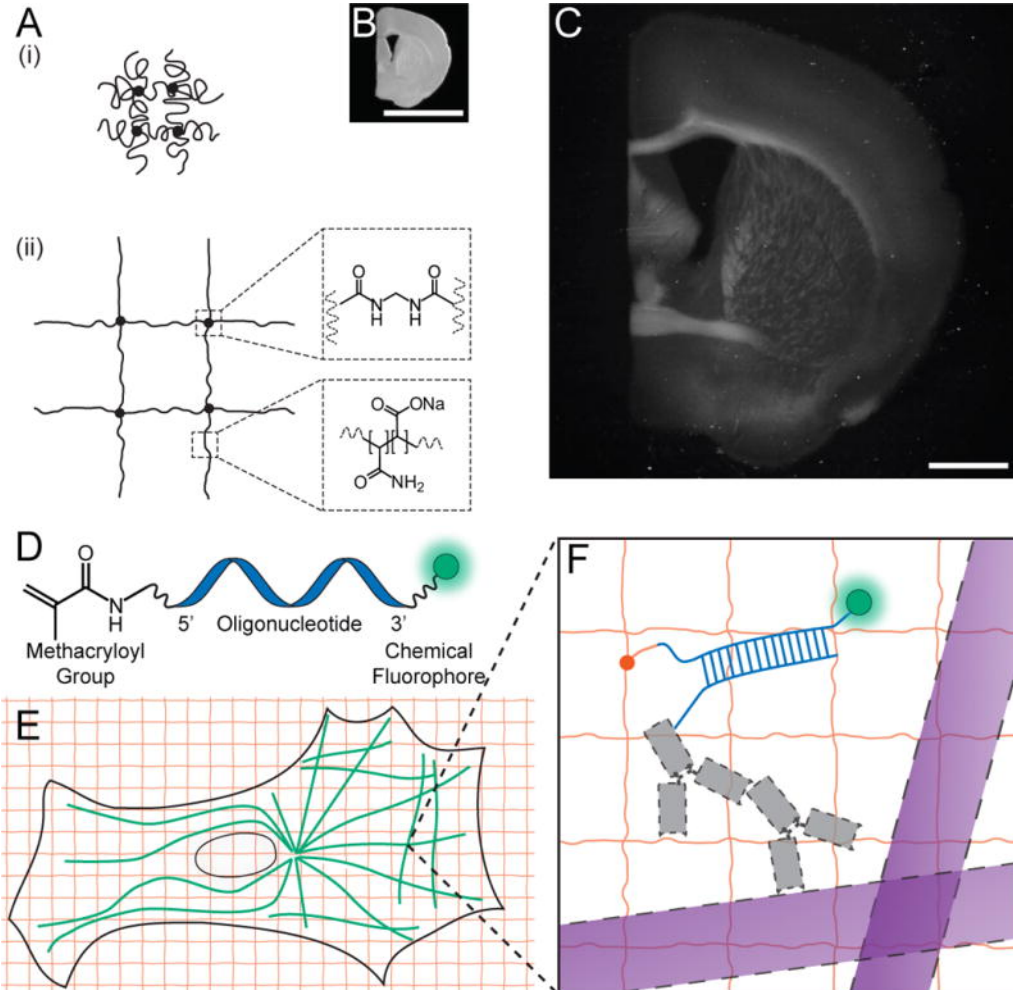 A
(i)
B
C
(ii)
O
O
N
H
N
H
O
ONa
O
NH2
D
O
N
H
5’ Oligonucleotide 3’
Methacryloyl
Group
Chemical
Fluorophore
E
F